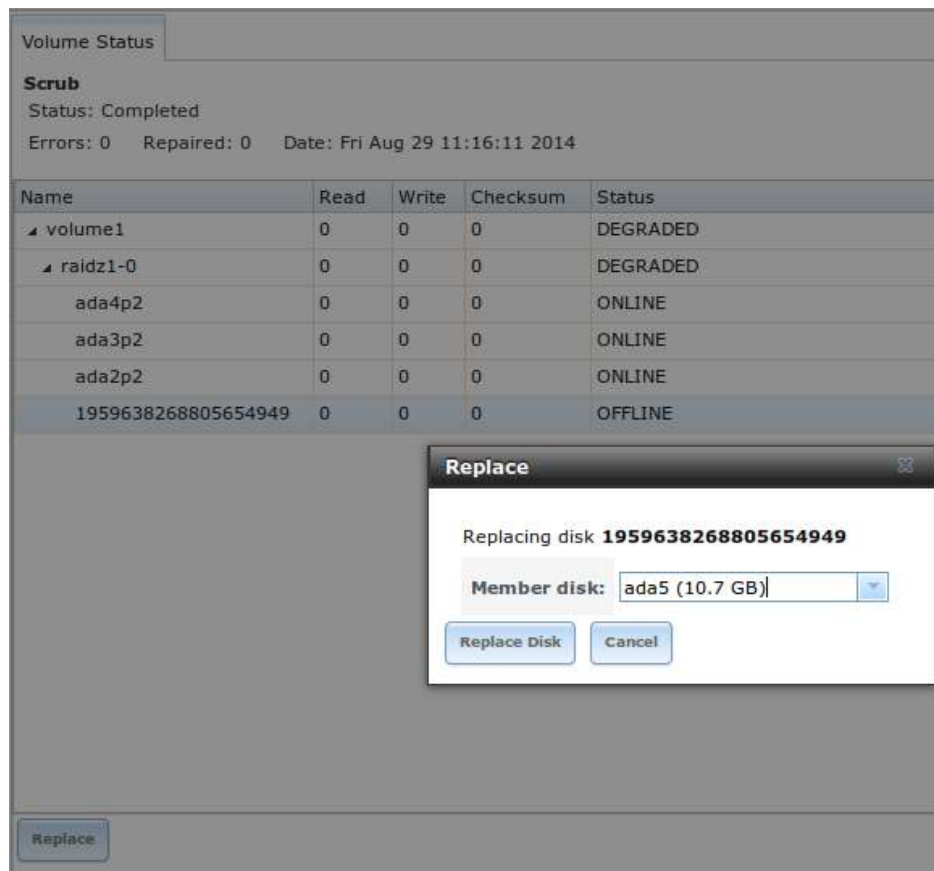 Volume Status
Scrub
Status: Completed
Errors: 0 Repaired: 0 Date: Fri Aug 29 11:16:11 2014
Name Read Write Checksum Status
volume1 0 0 0 DEGRADED
raidz1-0 0 0 0 DEGRADED
ada4p2 0 0 0 ONLINE
ada3p2 0 0 0 ONLINE
ada2p2 0 0 0 ONLINE
1959638268805654949 0 0 0 OFFLINE
Replace
Replacing disk 1959638268805654949
Member disk: ada5 (10.7 GB)
Replace Disk Cancel
Replace